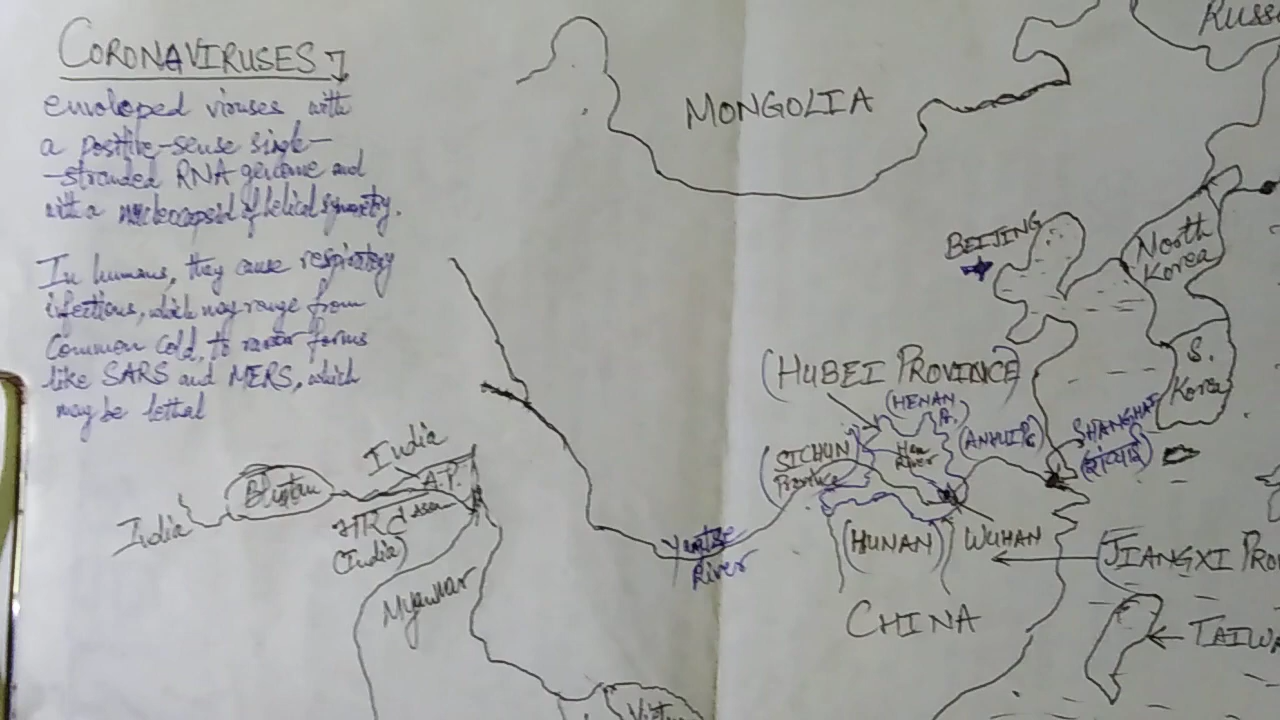 CORONAVIRUSES
enveloped viruses with
a positive-sense single-
-stranded RNA genome and
with a nucleocapsid of helical symmetry.
In humans, they cause respiratory
infections, which may range from
Common cold, to rarer forms
like SARS and MERS, which
may be lethal
Russ
MONGOLIA
BEIJING
North
Korea
S.
Korea
(HUBEI PROVINCE)
(HENAN
(SICHUN)
Province
Han
River
(ANHUI
SHANGHAI
(शंघाई)
India
A.P.
Bhutan
India
Assam
(India)
Yantse
River
(HUNAN)
WUHAN
JIANGXI PRO
Myanmar
CHINA
TAIWA
Viet